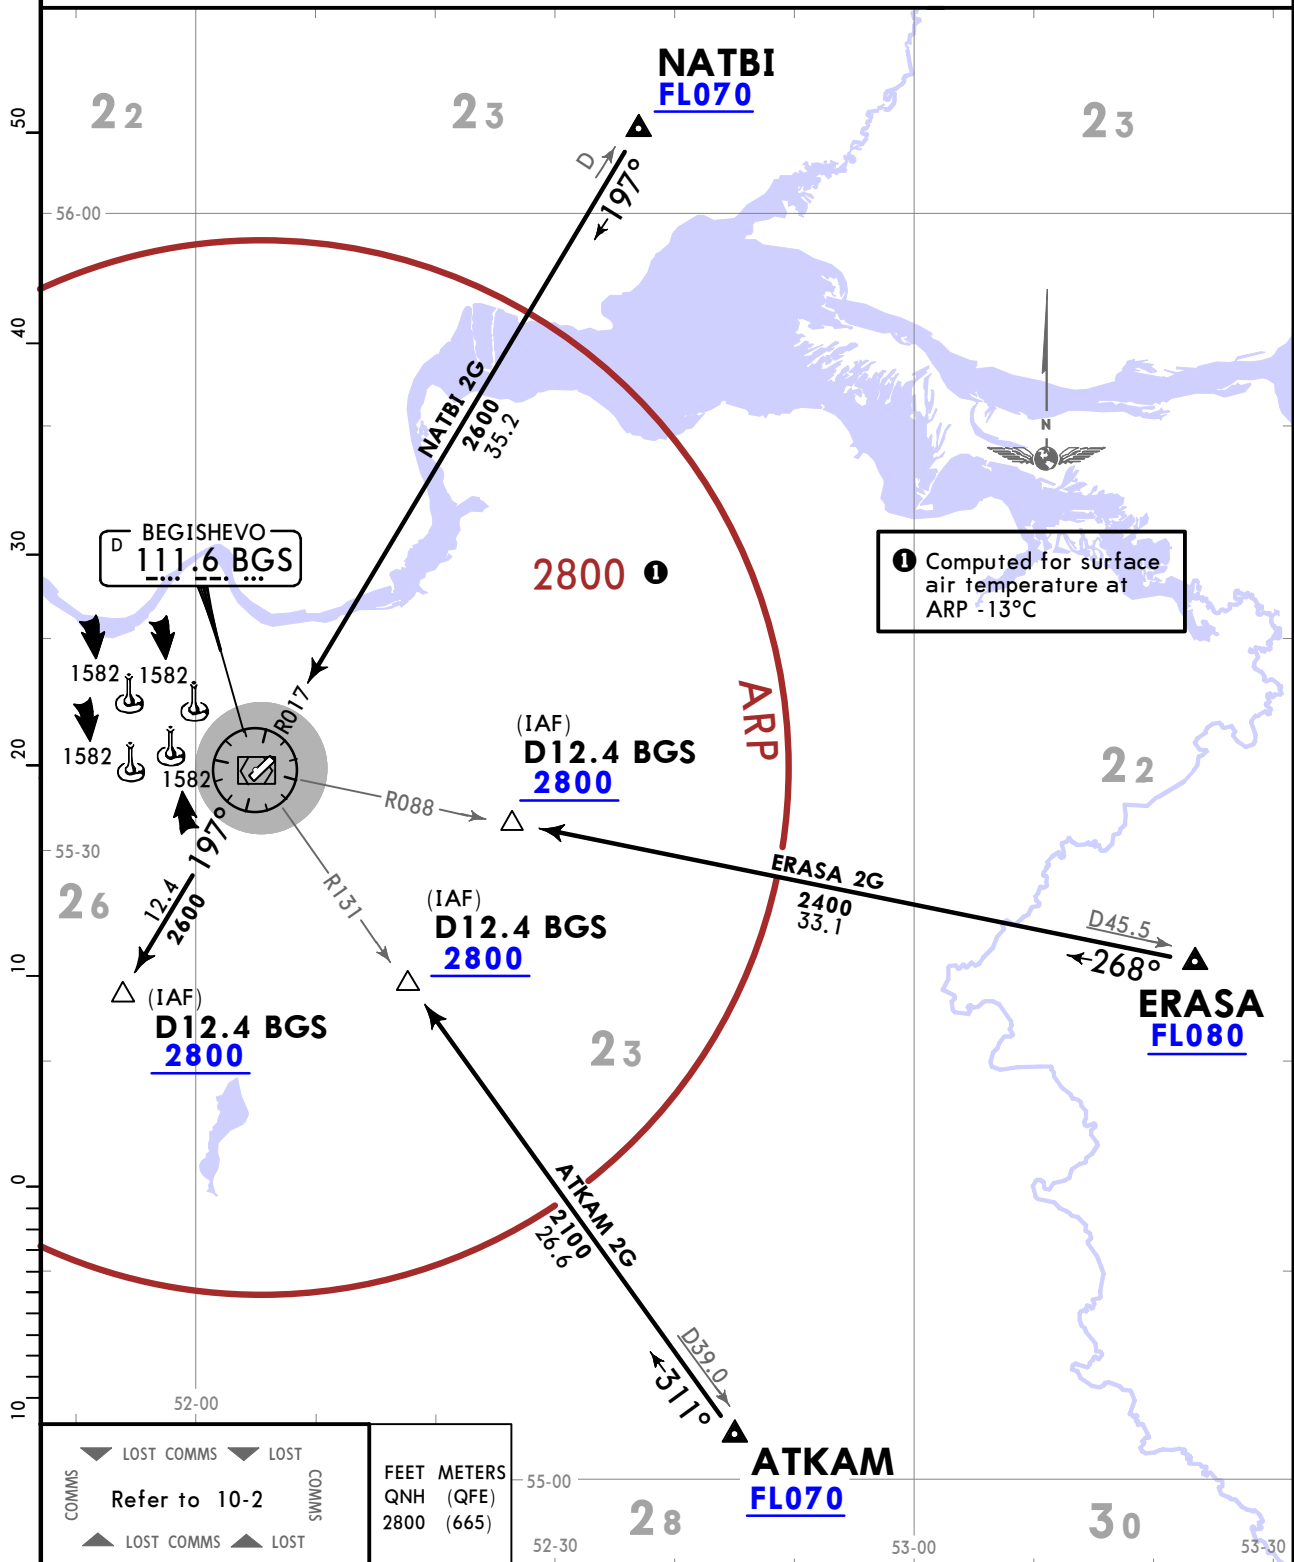 NATBI
FL070
22
23
23
50
D
197°
56-00
40
NATBI 2G
2600
35.2
N
30
BEGISHEVO
D
111.6 BGS
2800 1
1 Computed for surface
air temperature at
ARP -13°C
1582
1582
R017
ARP
(IAF)
D12.4 BGS
2800
20
1582
1582
22
R088
197°
55-30
ERASA 2G
2400
33.1
26
12.4
2600
R131
(IAF)
D12.4 BGS
2800
D45.5
268°
10
ERASA
FL080
(IAF)
D12.4 BGS
2800
23
0
ATKAM 2G
2100
26.6
D39.0
311°
10
52-00
ATKAM
FL070
LOST COMMS LOST
COMMS
Refer to 10-2
COMMS
LOST COMMS LOST
FEET METERS
QNH (QFE)
2800 (665)
55-00
28
30
52-30
53-00
53-30